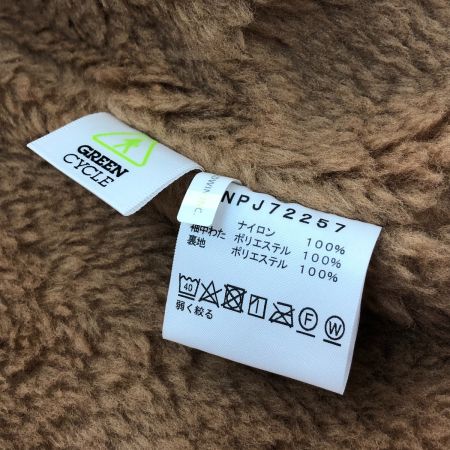 GREEN
CYCLE
NPJ72257
ナイロン 100%
袖中わた ポリエステル 100%
裏地 ポリエステル 100%
40
F
W
弱く絞る